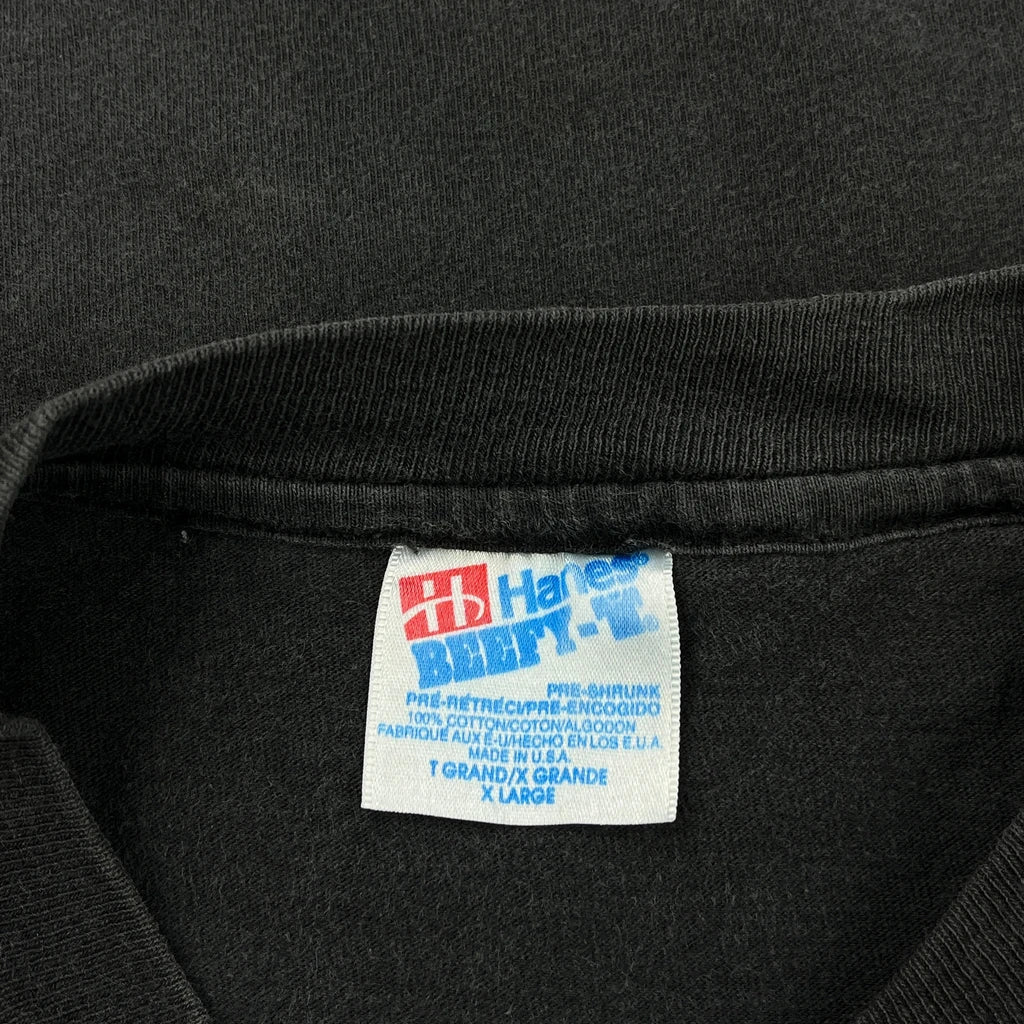 H Hanes
BEEFY-T.
PRE-SHRUNK
PRÉ-RÉTRÉCI/PRE-ENCOGIDO
100% COTTON/COTON/ALGODON
FABRIQUE AUX É-U/HECHO EN LOS E.U.A.
MADE IN U.S.A.
T GRAND/X GRANDE
X LARGE